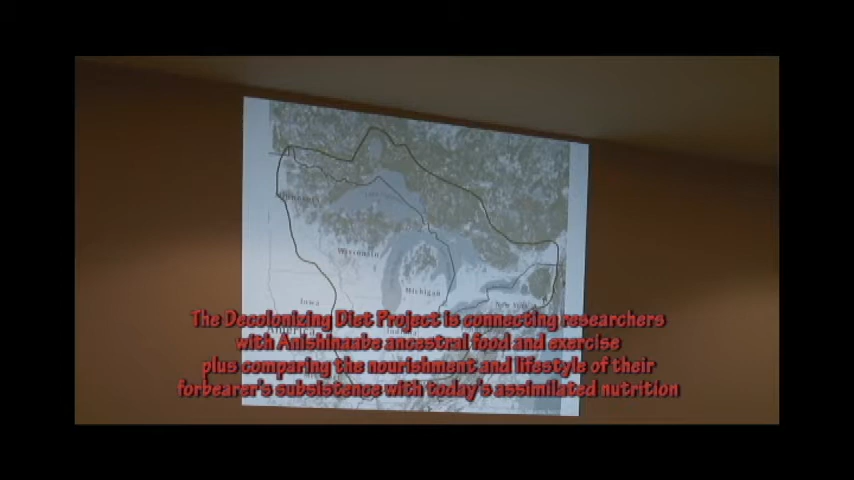 Wisconsin
Michigan
Iowa
The Decolonizing Diet Project is connecting researchers
with Anishinaabe ancestral food and exercise
plus comparing the nourishment and lifestyle of their
forbearer's subsistence with today's assimilated nutrition